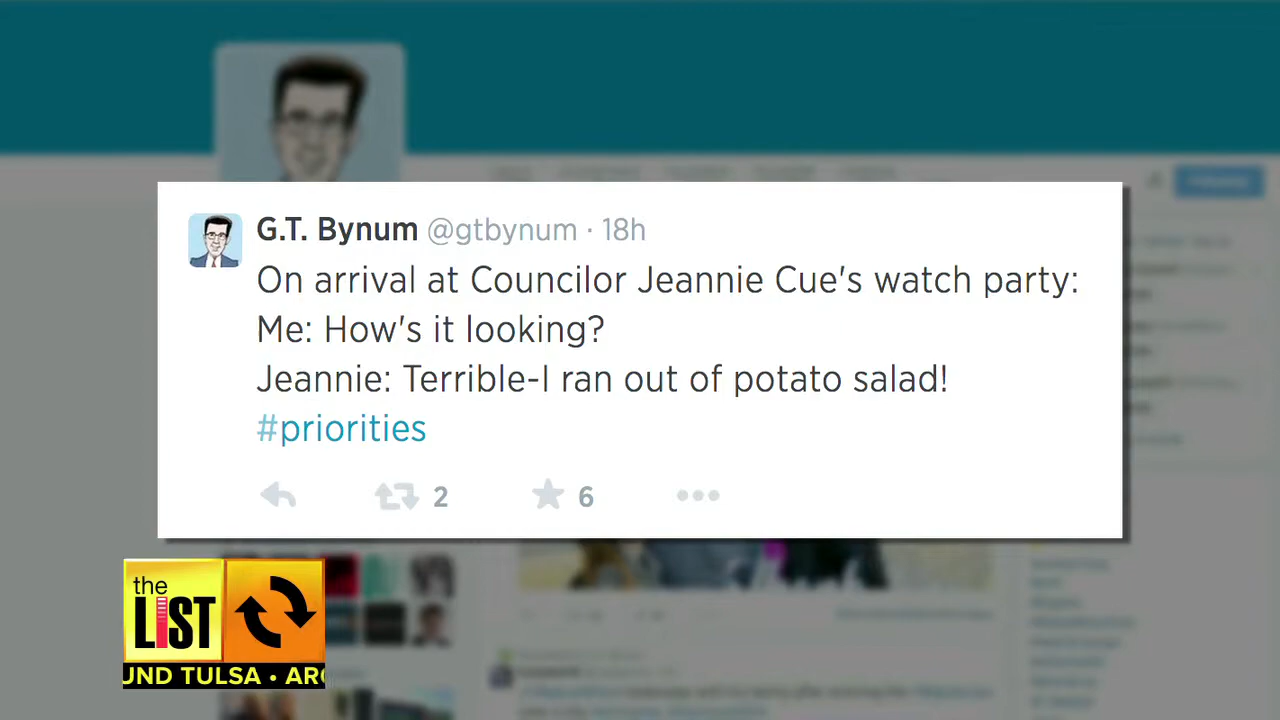 G.T. Bynum @gtbynum · 18h
On arrival at Councilor Jeannie Cue's watch party:
Me: How's it looking?
Jeannie: Terrible-I ran out of potato salad!
#priorities
2 6
the
LIST
UND TULSA •